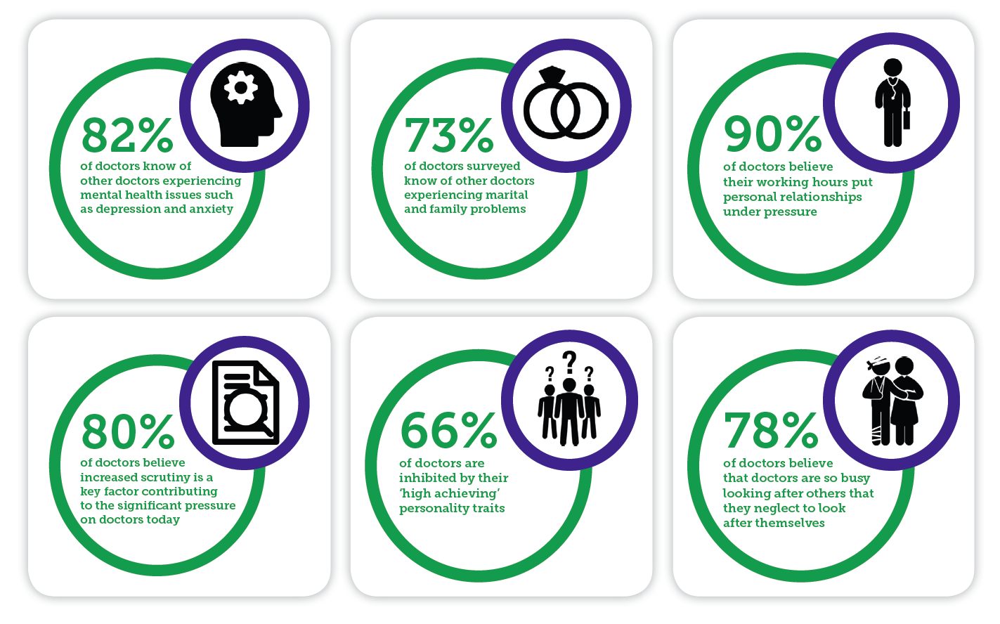 82%
of doctors know of
other doctors experiencing
mental health issues such
as depression and anxiety
73%
of doctors surveyed
know of other doctors
experiencing marital
and family problems
90%
of doctors believe
their working hours put
personal relationships
under pressure
80%
of doctors believe
increased scrutiny is a
key factor contributing
to the significant pressure
on doctors today
? ? ?
66%
of doctors are
inhibited by their
‘high achieving’
personality traits
78%
of doctors believe
that doctors are so busy
looking after others that
they neglect to look
after themselves